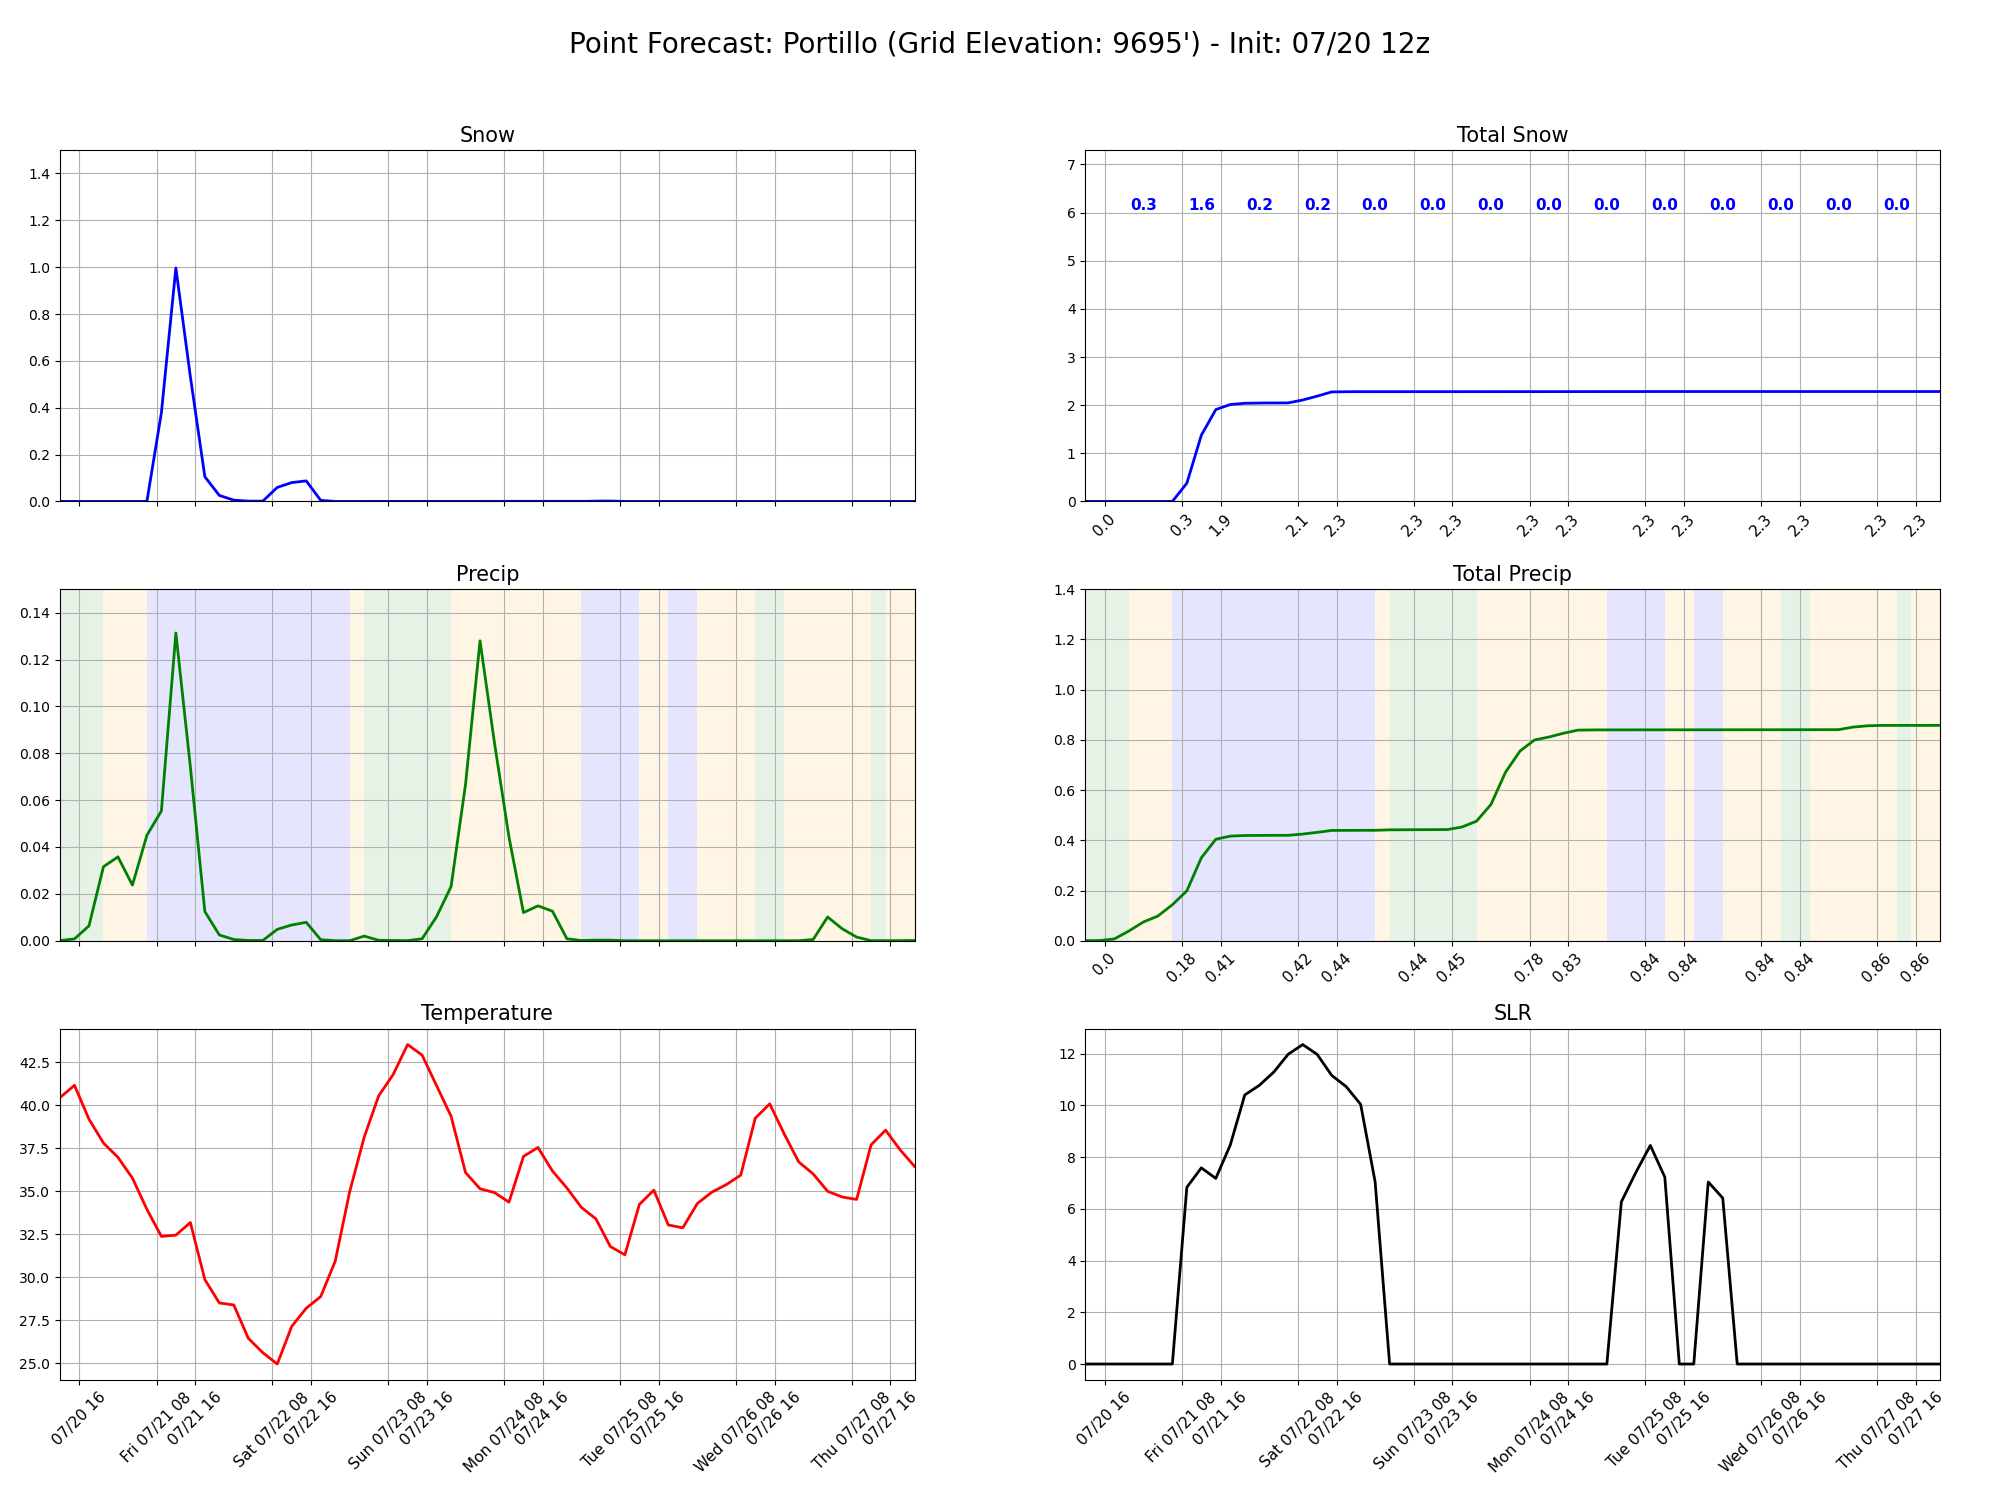 Point Forecast: Portillo (Grid Elevation: 9695') - Init: 07/20 12z
Snow
1.4
1.2
1.0
0.8
0.6
0.4
0.2
0.0
Total Snow
7
6
5
4
3
2
1
0
0.3 1.6 0.2 0.2 0.0 0.0 0.0 0.0 0.0 0.0 0.0 0.0 0.0 0.0
0.0 0.3 1.9 2.1 2.3 2.3 2.3 2.3 2.3 2.3 2.3 2.3 2.3 2.3 2.3
Precip
0.14
0.12
0.10
0.08
0.06
0.04
0.02
0.00
Total Precip
1.4
1.2
1.0
0.8
0.6
0.4
0.2
0.0
0.0 0.18 0.41 0.42 0.44 0.44 0.45 0.78 0.83 0.84 0.84 0.84 0.84 0.86 0.86
Temperature
42.5
40.0
37.5
35.0
32.5
30.0
27.5
25.0
07/20 16
Fri 07/21 08
07/21 16
Sat 07/22 08
07/22 16
Sun 07/23 08
07/23 16
Mon 07/24 08
07/24 16
Tue 07/25 08
07/25 16
Wed 07/26 08
07/26 16
Thu 07/27 08
07/27 16
SLR
12
10
8
6
4
2
0
07/20 16
Fri 07/21 08
07/21 16
Sat 07/22 08
07/22 16
Sun 07/23 08
07/23 16
Mon 07/24 08
07/24 16
Tue 07/25 08
07/25 16
Wed 07/26 08
07/26 16
Thu 07/27 08
07/27 16